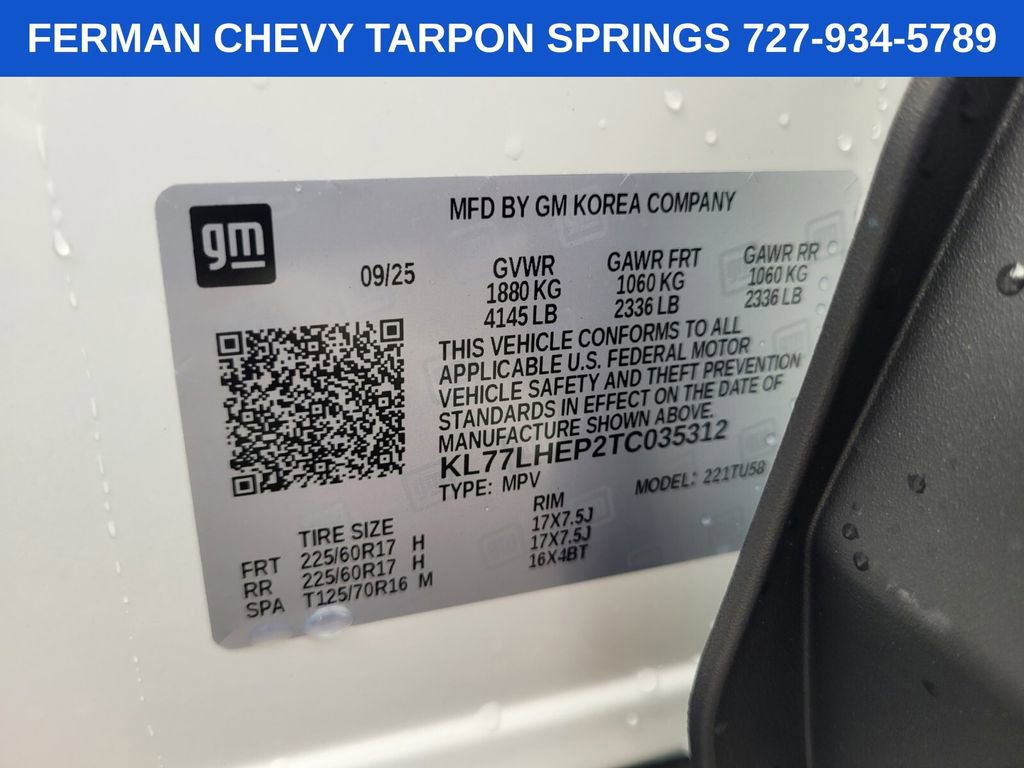 FERMAN CHEVY TARPON SPRINGS 727-934-5789
gm
MFD BY GM KOREA COMPANY
09/25
GVWR
1880 KG
4145 LB
GAWR FRT
1060 KG
2336 LB
GAWR RR
1060 KG
2336 LB
THIS VEHICLE CONFORMS TO ALL
APPLICABLE U.S. FEDERAL MOTOR
VEHICLE SAFETY AND THEFT PREVENTION
STANDARDS IN EFFECT ON THE DATE OF
MANUFACTURE SHOWN ABOVE.
KL77LHEP2TC035312
TYPE: MPV
MODEL: 221TU58
TIRE SIZE
RIM
FRT 225/60R17 H 17X7.5J
RR 225/60R17 H 17X7.5J
SPA T125/70R16 M 16X4BT